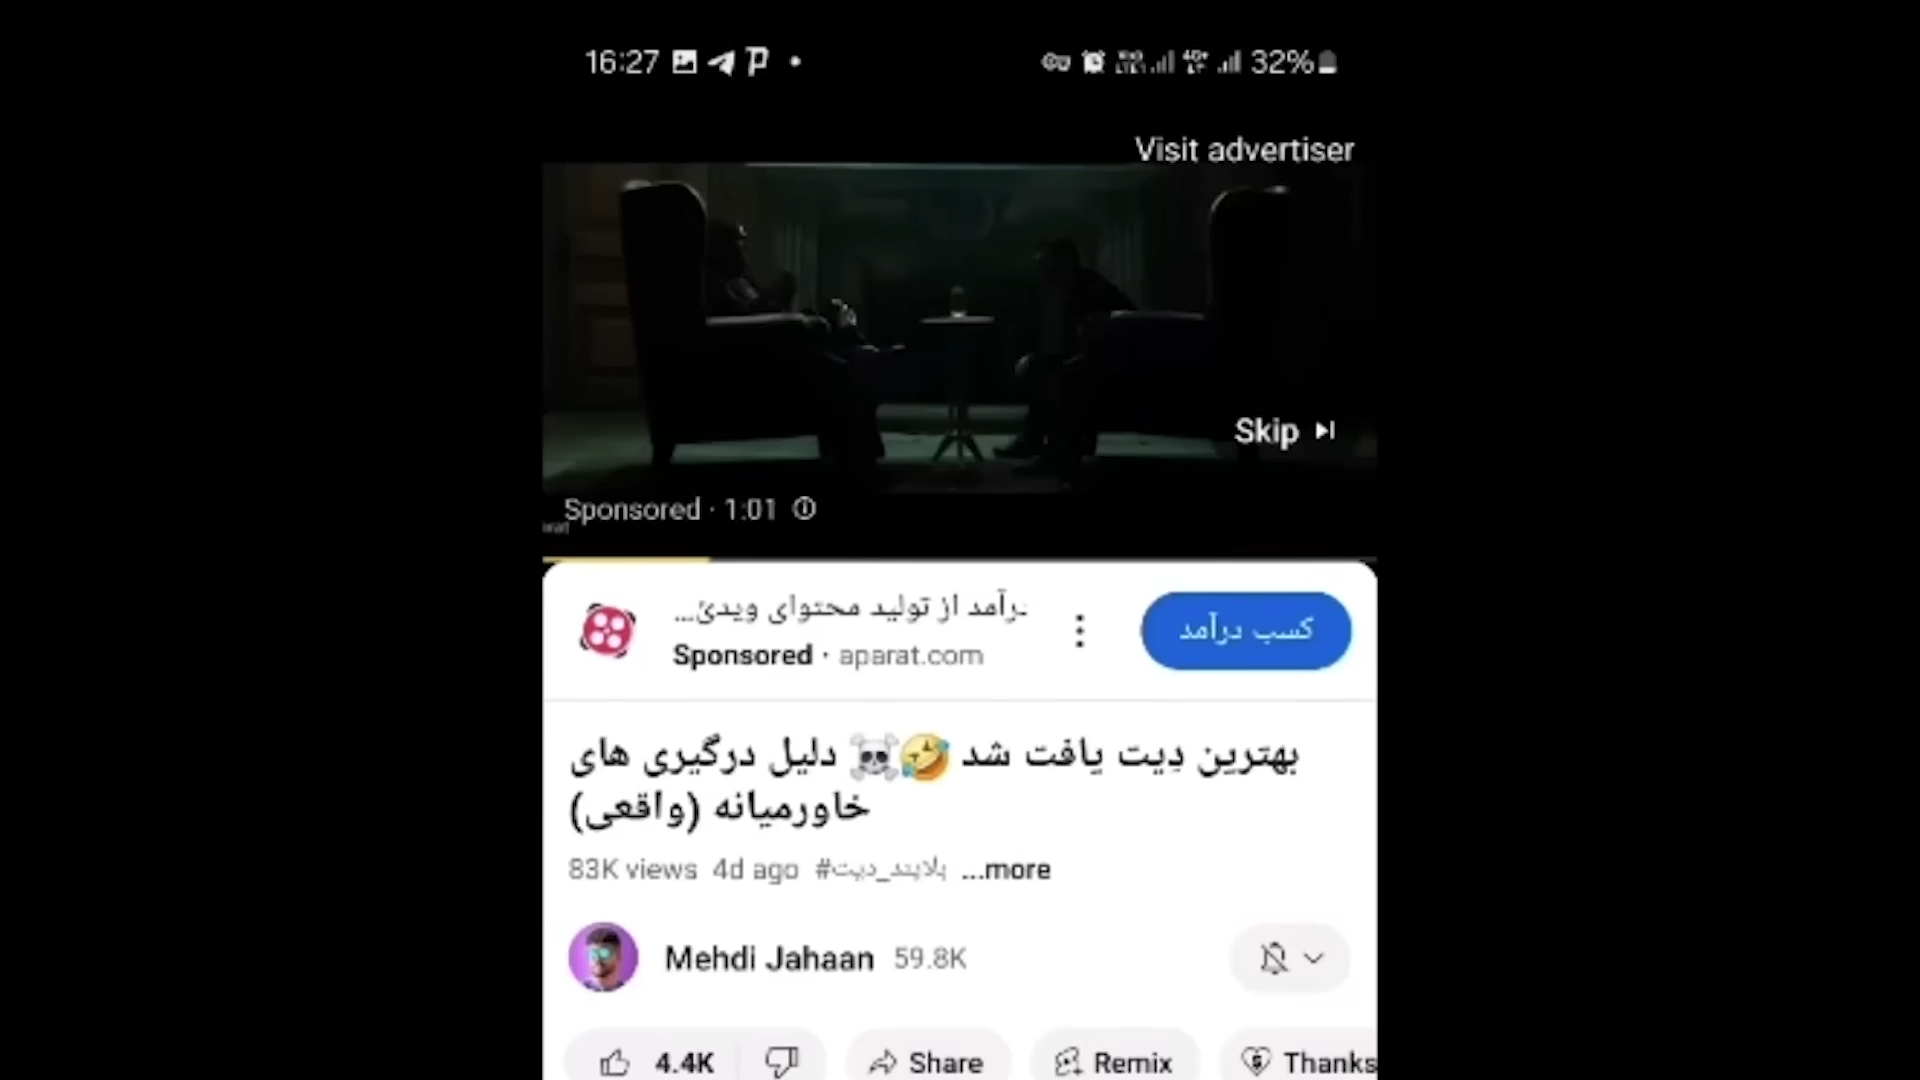 16:27
32%
Visit advertiser
Skip
Sponsored · 1:01
درآمد از تولید محتوای ویدئ...
Sponsored · aparat.com
کسب درآمد
بهترین دِیت یافت شد 🤣☠️ دلیل درگیری های
خاورمیانه (واقعی)
83K views 4d ago #بلایند_دیت ...more
Mehdi Jahaan 59.8K
4.4K
Share
Remix
Thanks